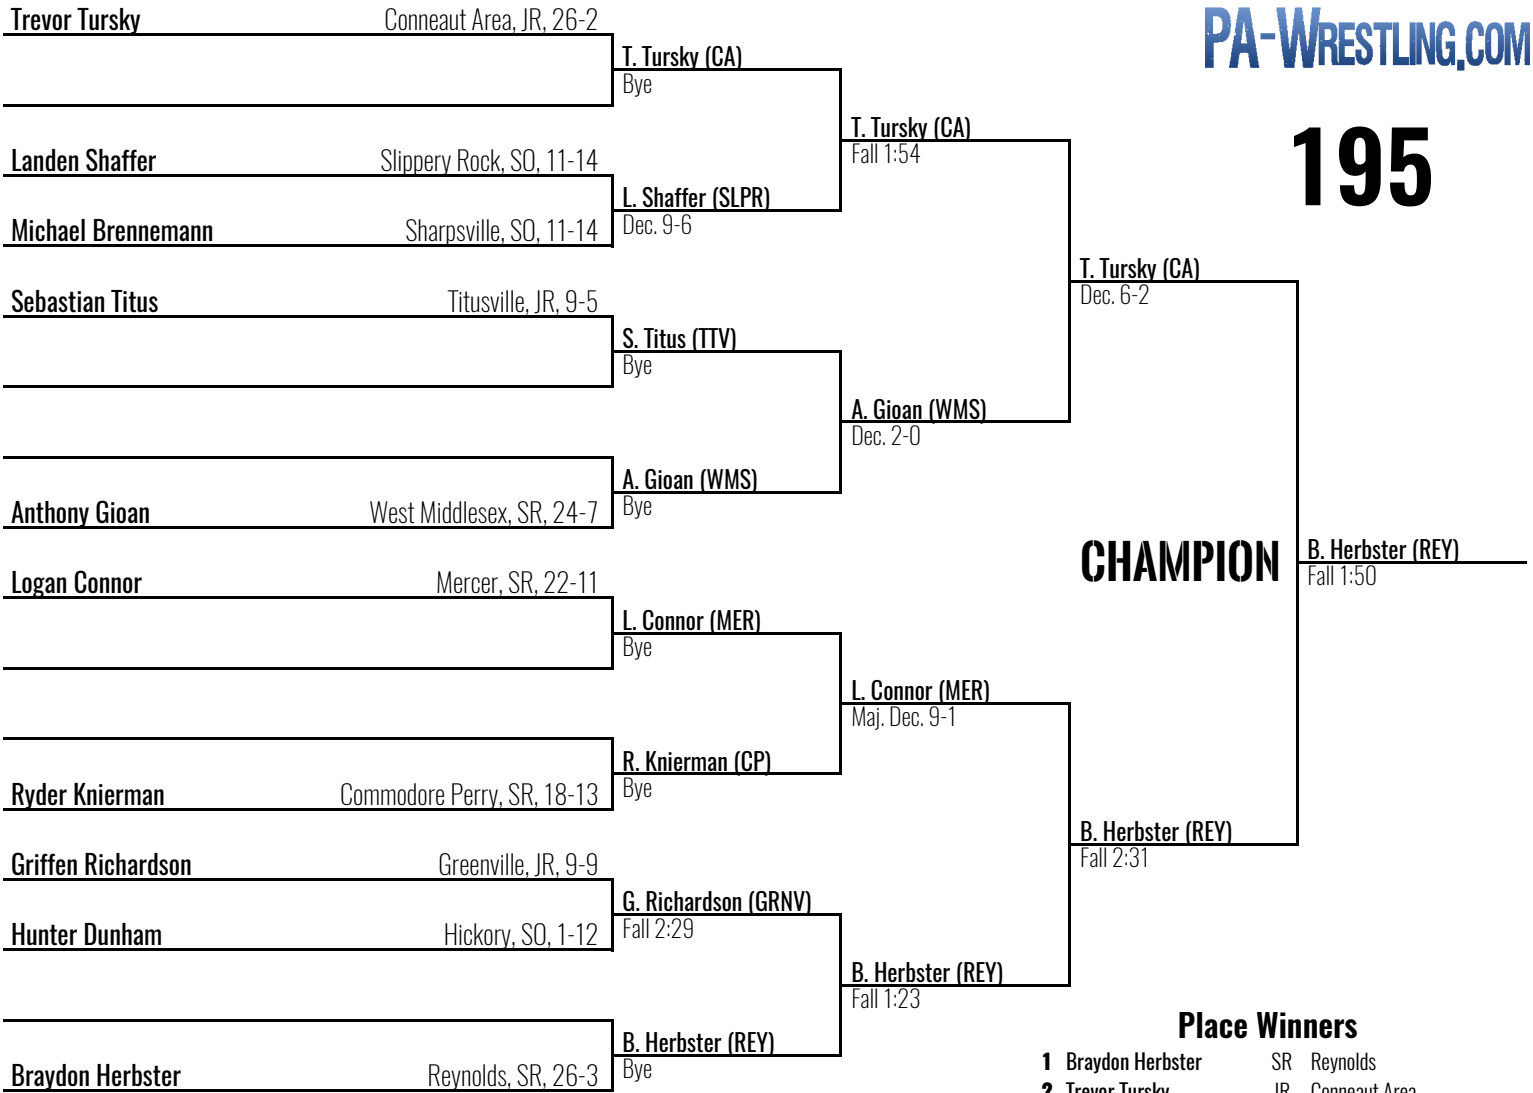 Trevor Tursky Conneaut Area, JR, 26-2
PA-WRESTLING.COM
T. Tursky (CA)
Bye
T. Tursky (CA)
Fall 1:54
195
Landen Shaffer Slippery Rock, SO, 11-14
L. Shaffer (SLPR)
Dec. 9-6
Michael Brennemann Sharpsville, SO, 11-14
T. Tursky (CA)
Dec. 6-2
Sebastian Titus Titusville, JR, 9-5
S. Titus (TTV)
Bye
A. Gioan (WMS)
Dec. 2-0
A. Gioan (WMS)
Bye
Anthony Gioan West Middlesex, SR, 24-7
CHAMPION
B. Herbster (REY)
Fall 1:50
Logan Connor Mercer, SR, 22-11
L. Connor (MER)
Bye
L. Connor (MER)
Maj. Dec. 9-1
R. Knierman (CP)
Bye
Ryder Knierman Commodore Perry, SR, 18-13
B. Herbster (REY)
Fall 2:31
Griffen Richardson Greenville, JR, 9-9
G. Richardson (GRNV)
Fall 2:29
Hunter Dunham Hickory, SO, 1-12
B. Herbster (REY)
Fall 1:23
Place Winners
B. Herbster (REY)
Bye
1 Braydon Herbster SR Reynolds
Braydon Herbster Reynolds, SR, 26-3
2 Trevor Tursky JR Conneaut Area